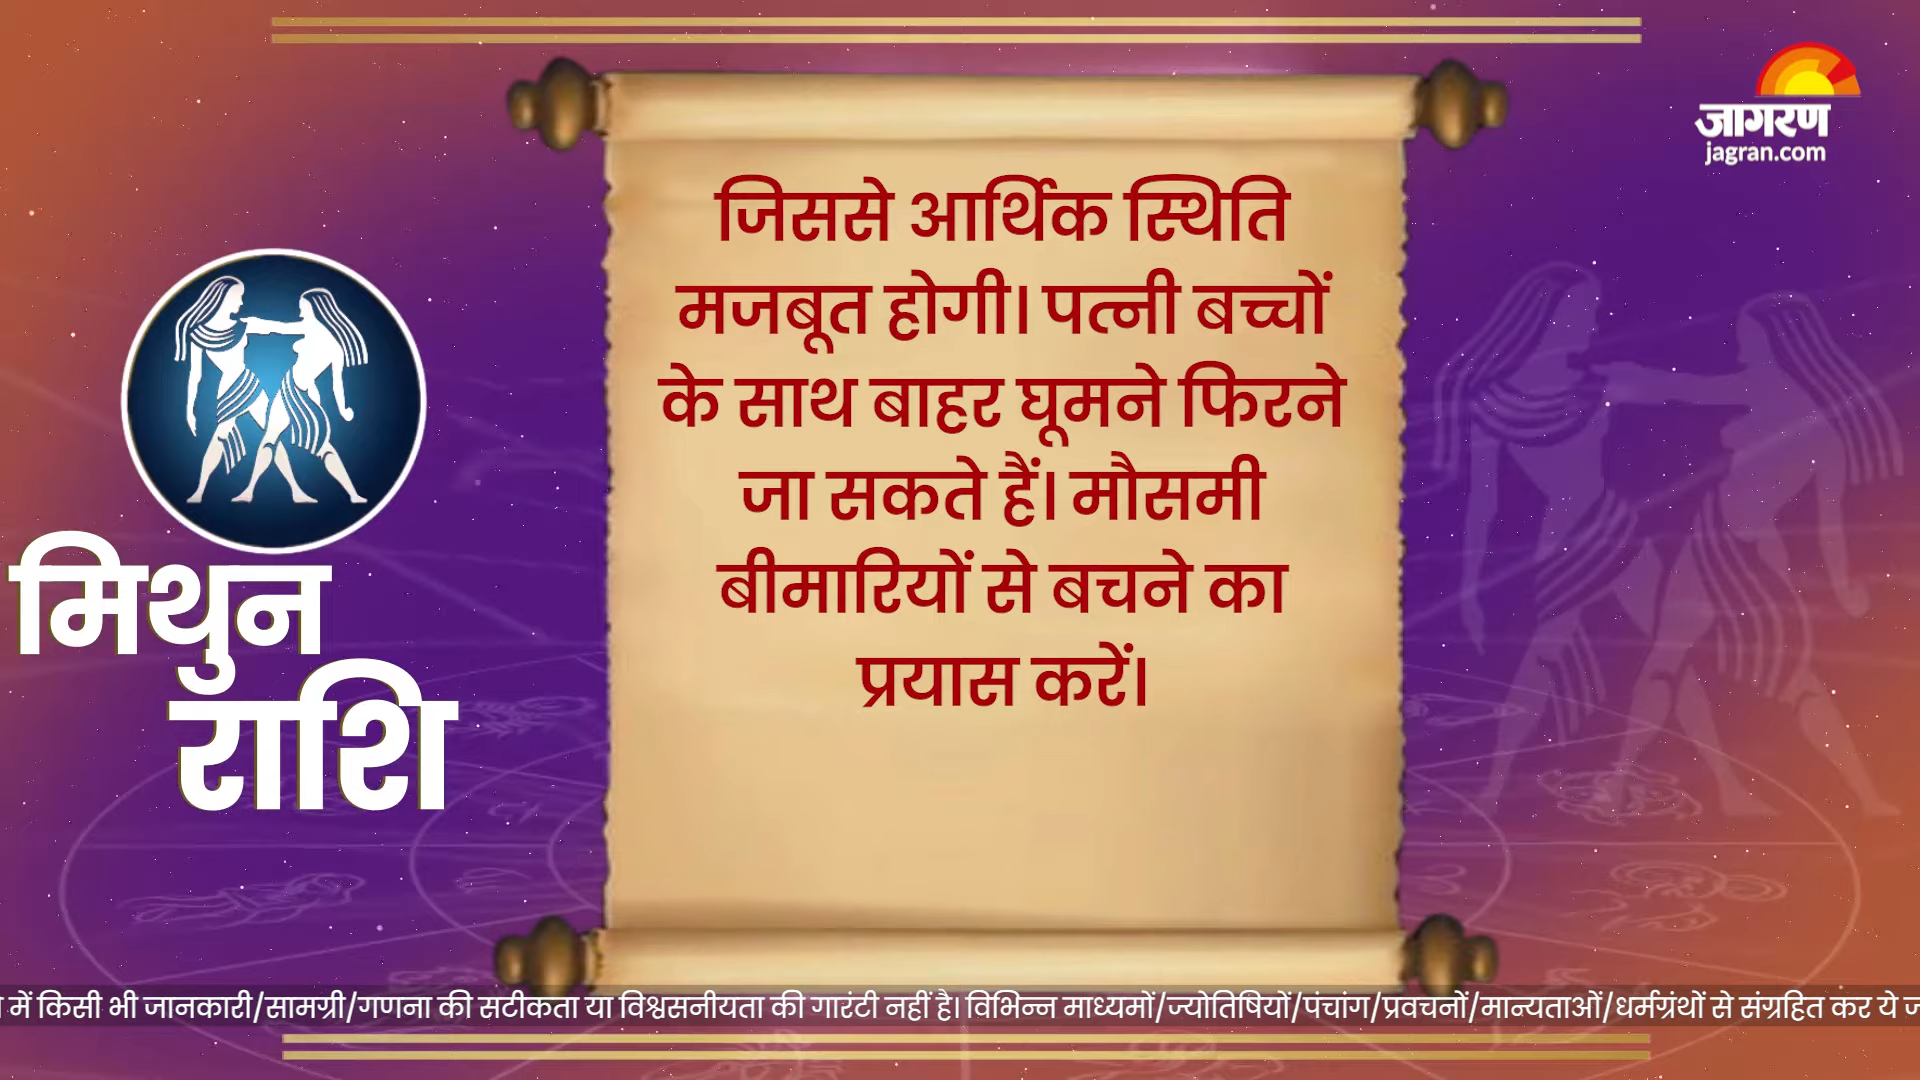 जागरण
jagran.com
जिससे आर्थिक स्थिति
मजबूत होगी। पत्नी बच्चों
के साथ बाहर घूमने फिरने
जा सकते हैं। मौसमी
बीमारियों से बचने का
प्रयास करें।
मिथुन
राशि
में किसी भी जानकारी/सामग्री/गणना की सटीकता या विश्वसनीयता की गारंटी नहीं है। विभिन्न माध्यमों/ज्योतिषियों/पंचांग/प्रवचनों/मान्यताओं/धर्मग्रंथों से संग्रहित कर ये